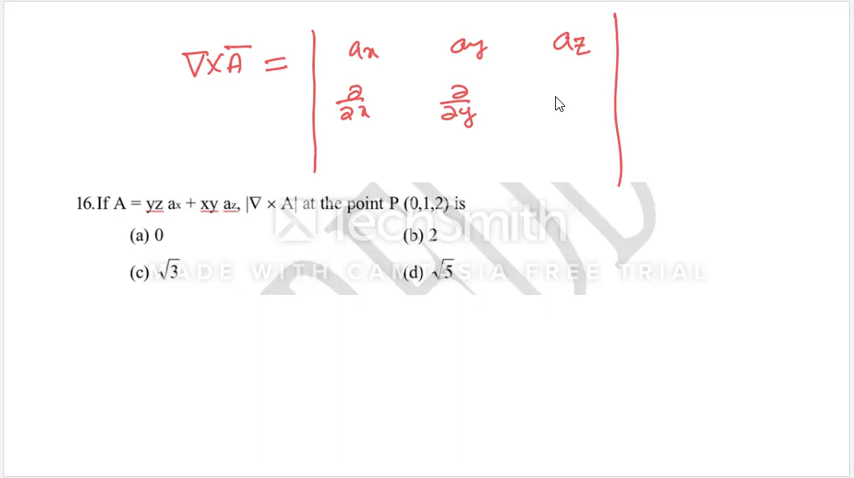 ∇×A̅ = | ax ay az
∂/∂x ∂/∂y |
16.If A = yz ax + xy az, |∇ × A| at the point P (0,1,2) is
(a) 0 (b) 2
(c) √3 (d) √5
TechSmith
MADE WITH CAMTASIA FREE TRIAL